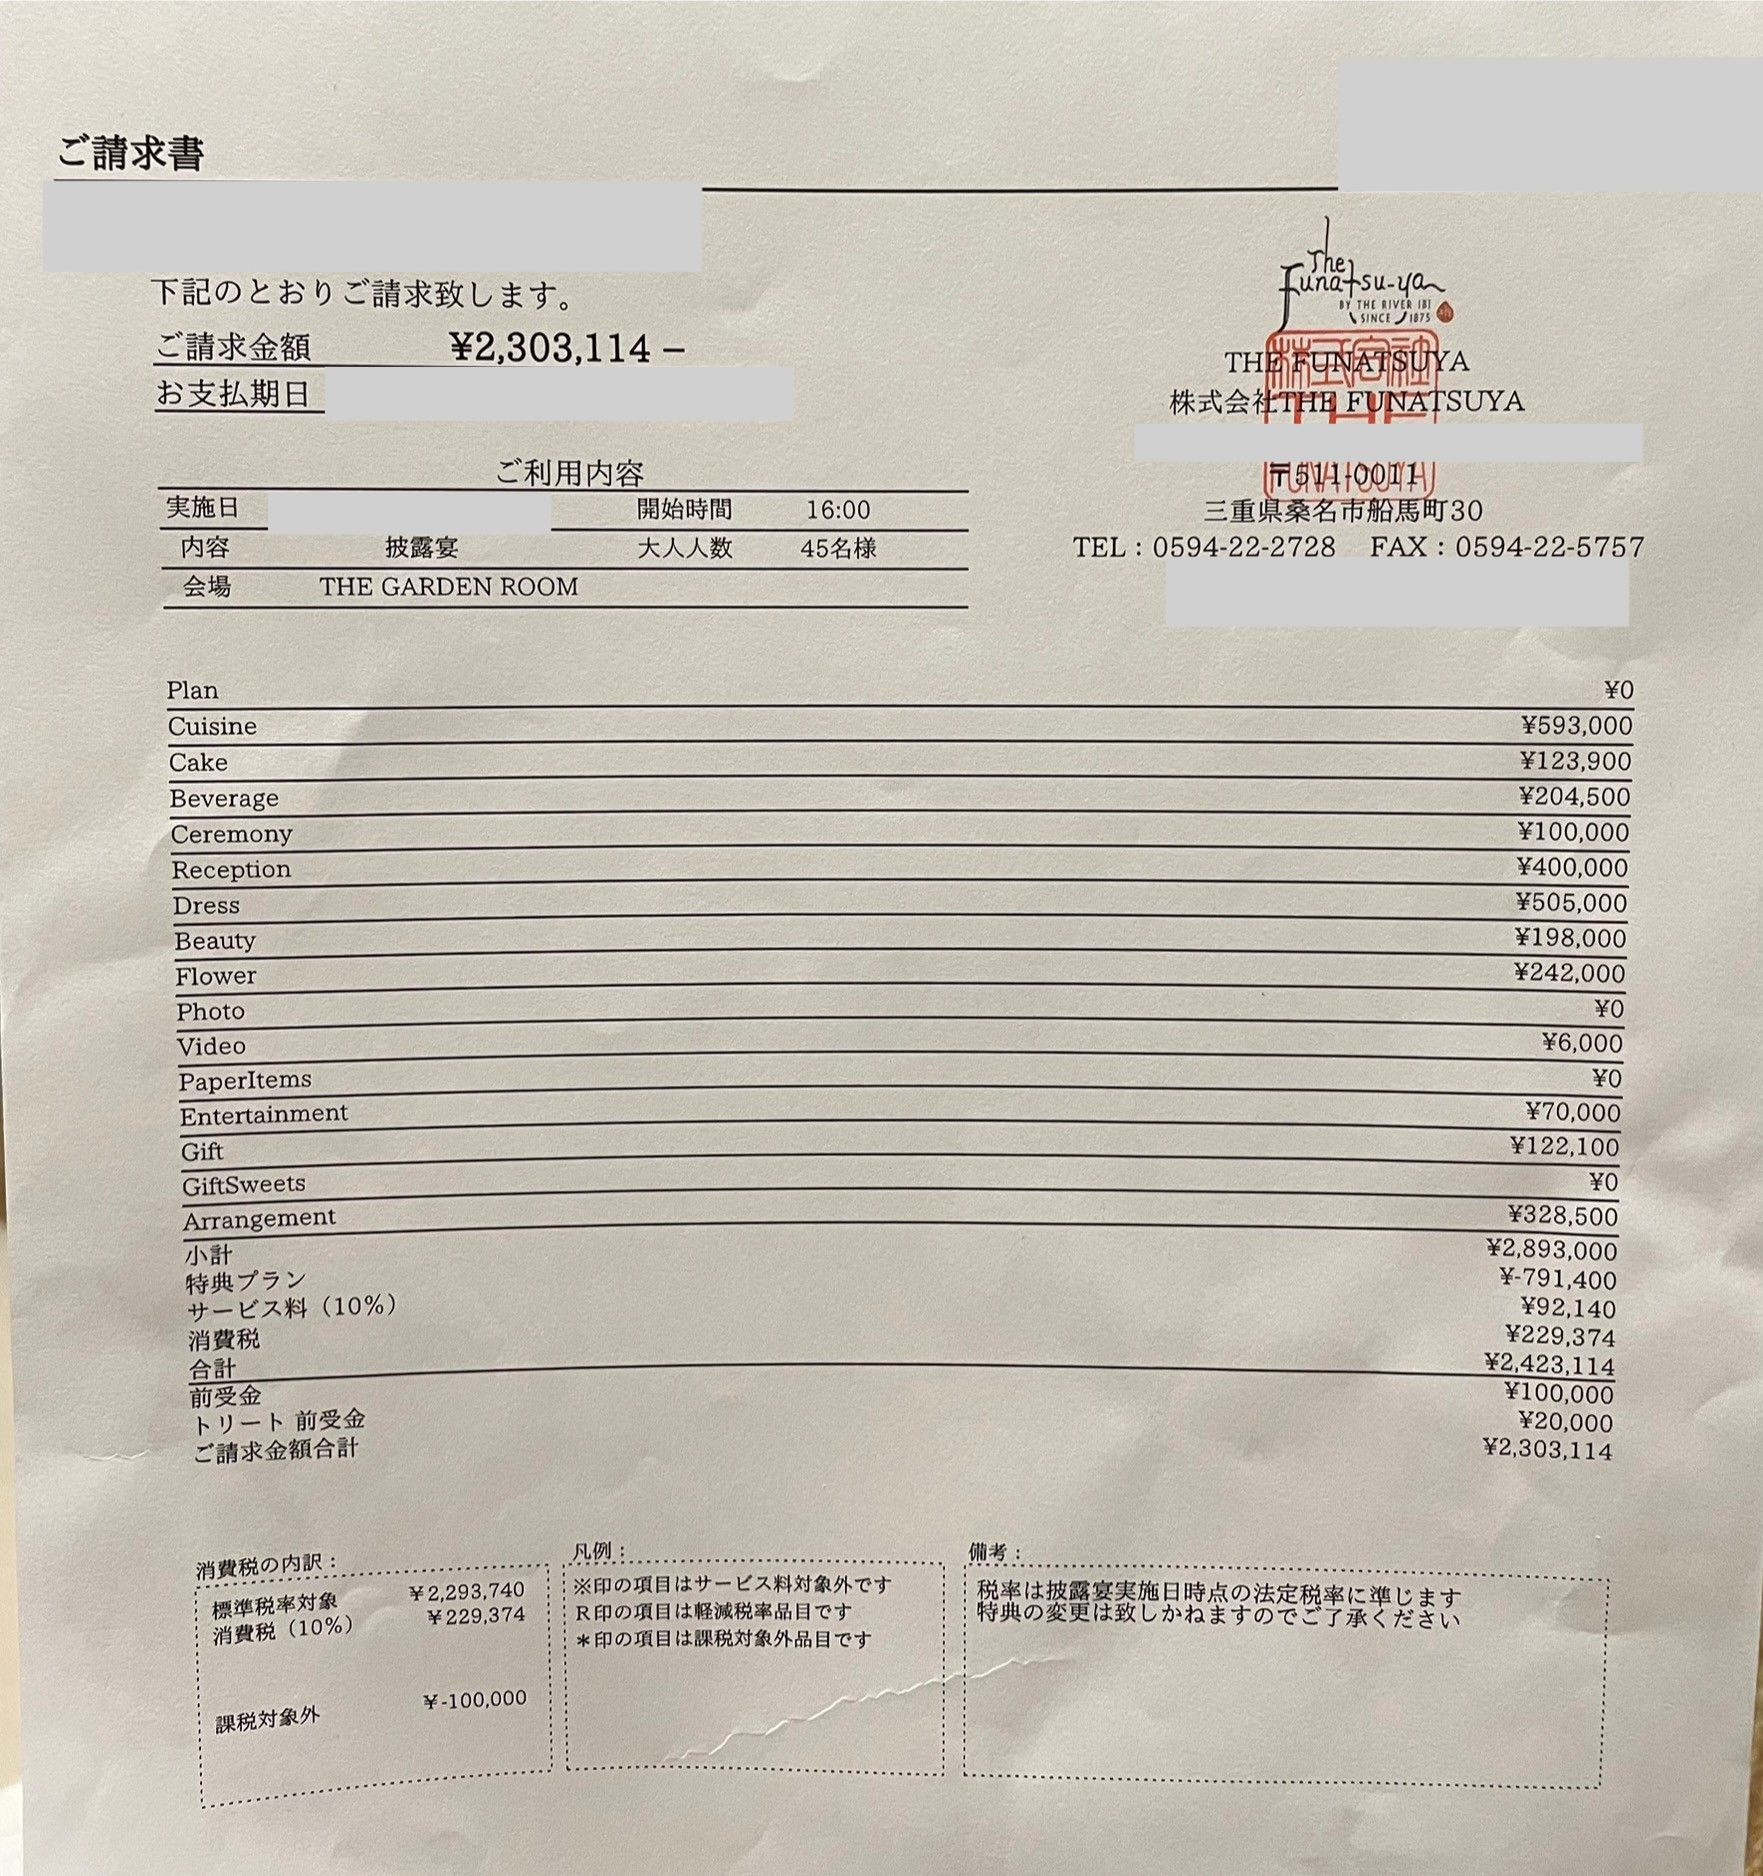 ご請求書
The
Funatsu-ya
BY THE RIVER IBI
SINCE 1875
下記のとおりご請求致します。
ご請求金額 ¥2,303,114 –
お支払期日
THE FUNATSUYA
株式会社THE FUNATSUYA
〒511-0011
三重県桑名市船馬町30
TEL：0594-22-2728 FAX：0594-22-5757
ご利用内容
実施日 開始時間 16:00
内容 披露宴 大人人数 45名様
会場 THE GARDEN ROOM
Plan ¥0
Cuisine ¥593,000
Cake ¥123,900
Beverage ¥204,500
Ceremony ¥100,000
Reception ¥400,000
Dress ¥505,000
Beauty ¥198,000
Flower ¥242,000
Photo ¥0
Video ¥6,000
PaperItems ¥0
Entertainment ¥70,000
Gift ¥122,100
GiftSweets ¥0
Arrangement ¥328,500
小計 ¥2,893,000
特典プラン ¥-791,400
サービス料（10%） ¥92,140
消費税 ¥229,374
合計 ¥2,423,114
前受金 ¥100,000
トリート 前受金 ¥20,000
ご請求金額合計 ¥2,303,114
消費税の内訳：
標準税率対象 ¥2,293,740
消費税（10%） ¥229,374
課税対象外 ¥-100,000
凡例：
※印の項目はサービス料対象外です
R印の項目は軽減税率品目です
＊印の項目は課税対象外品目です
備考：
税率は披露宴実施日時点の法定税率に準じます
特典の変更は致しかねますのでご了承ください